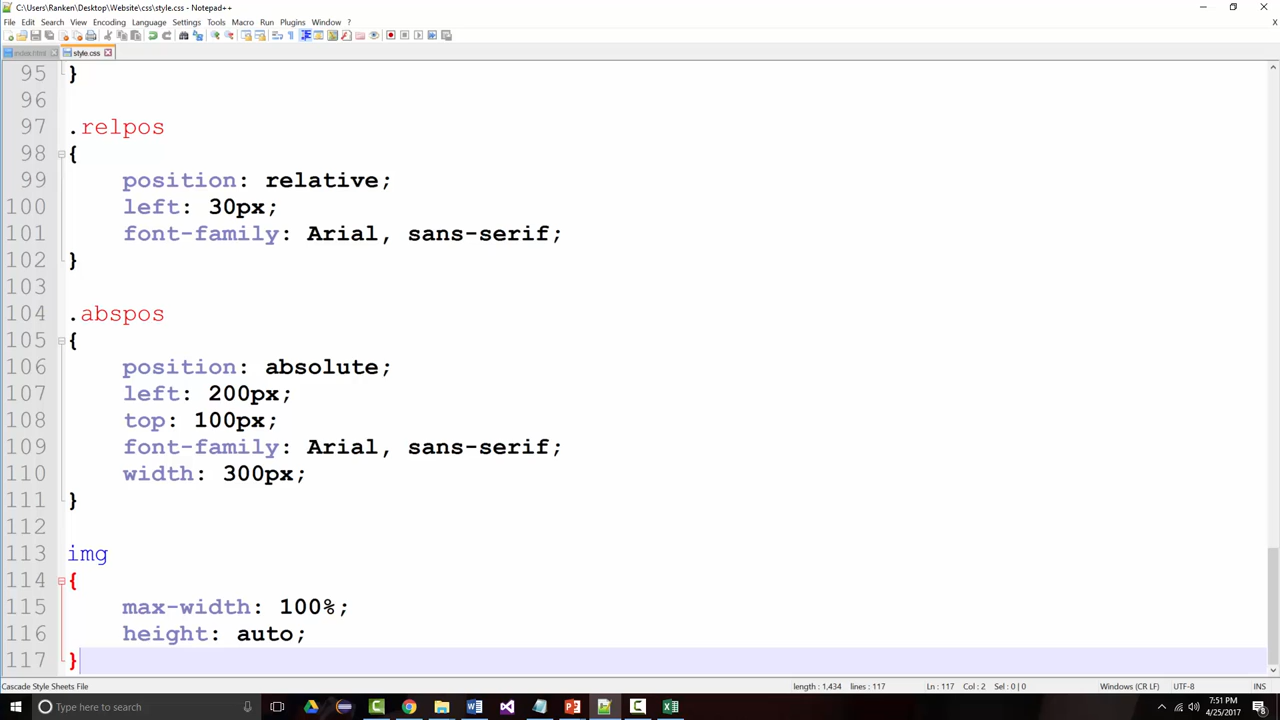 C:\Users\Ranken\Desktop\Website\css\style.css - Notepad++
File Edit Search View Encoding Language Settings Tools Macro Run Plugins Window ?
X
index.html style.css
95 }
96
97 .relpos
98 {
99 position: relative;
100 left: 30px;
101 font-family: Arial, sans-serif;
102 }
103
104 .abspos
105 {
106 position: absolute;
107 left: 200px;
108 top: 100px;
109 font-family: Arial, sans-serif;
110 width: 300px;
111 }
112
113 img
114 {
115 max-width: 100%;
116 height: auto;
117 }
Cascade Style Sheets File length : 1,434 lines : 117 Ln : 117 Col : 2 Sel : 0 | 0 Windows (CR LF) UTF-8 INS
Type here to search
7:51 PM
4/25/2017